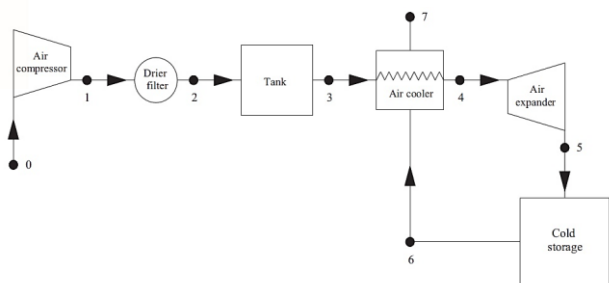 Air
compressor
Drier
filter
Tank
Air cooler
Air
expander
Cold
storage
0
1
2
3
4
5
6
7